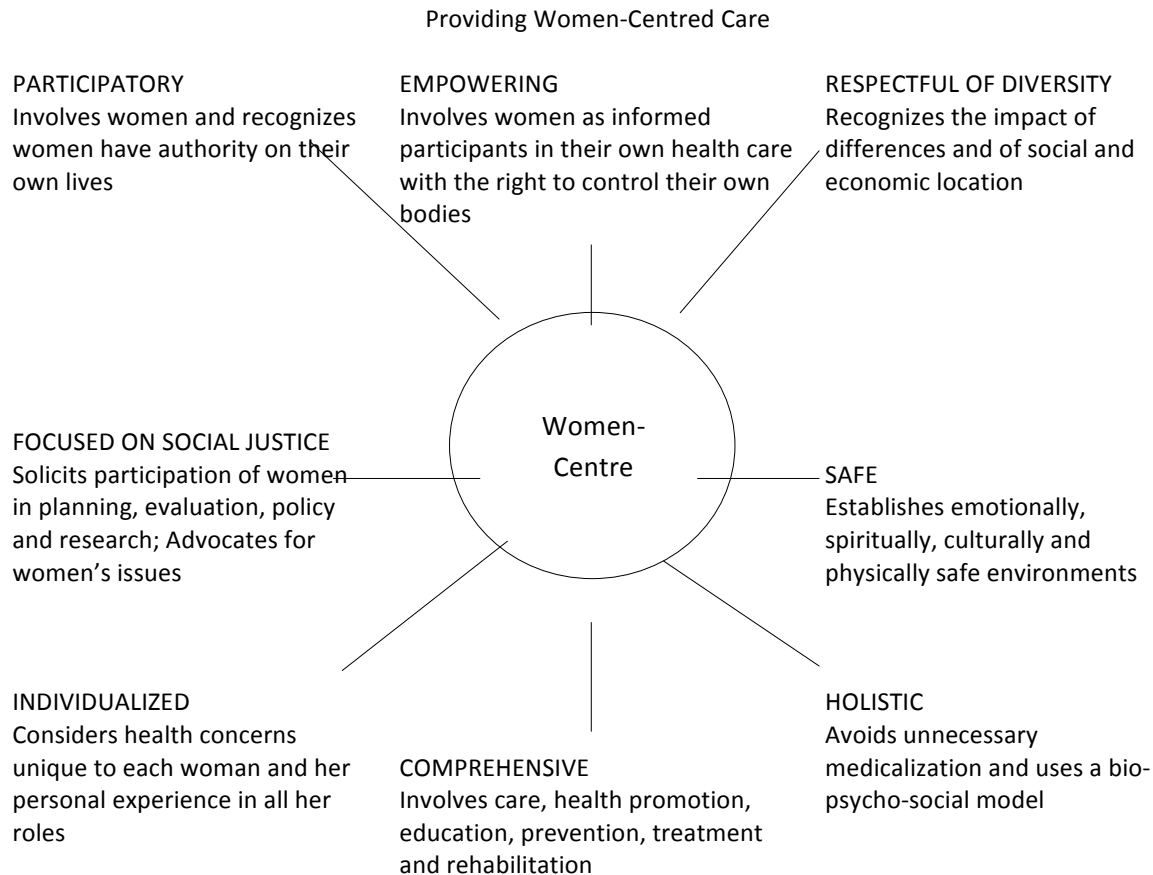 Providing Women-Centred Care
PARTICIPATORY
Involves women and recognizes
women have authority on their
own lives
EMPOWERING
Involves women as informed
participants in their own health care
with the right to control their own
bodies
RESPECTFUL OF DIVERSITY
Recognizes the impact of
differences and of social and
economic location
FOCUSED ON SOCIAL JUSTICE
Solicits participation of women
in planning, evaluation, policy
and research; Advocates for
women’s issues
Women-
Centre
SAFE
Establishes emotionally,
spiritually, culturally and
physically safe environments
INDIVIDUALIZED
Considers health concerns
unique to each woman and her
personal experience in all her
roles
COMPREHENSIVE
Involves care, health promotion,
education, prevention, treatment
and rehabilitation
HOLISTIC
Avoids unnecessary
medicalization and uses a bio-
psycho-social model